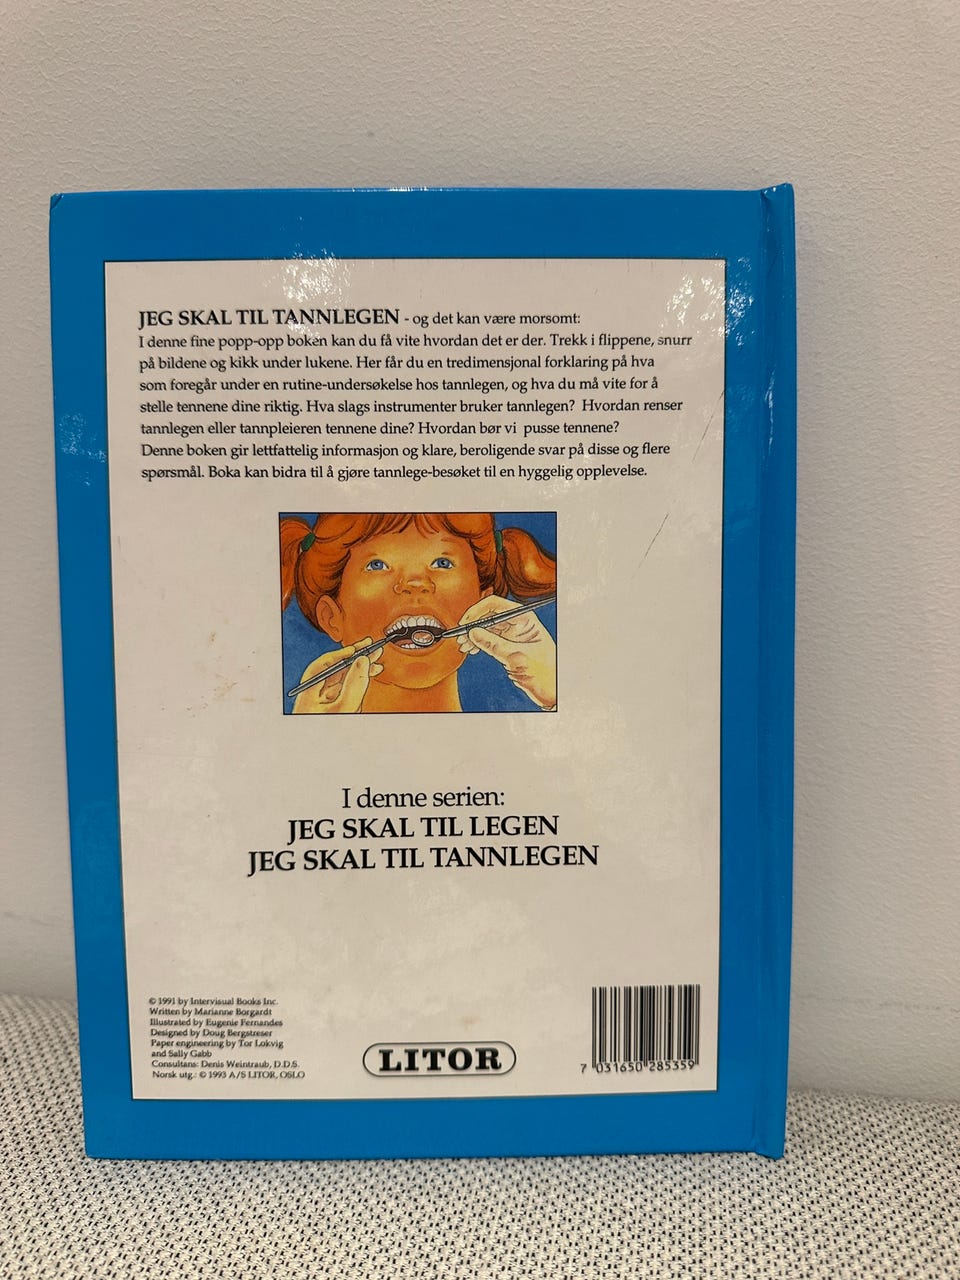 JEG SKAL TIL TANNLEGEN - og det kan være morsomt:
I denne fine popp-opp boken kan du få vite hvordan det er der. Trekk i flippene, snurr
på bildene og kikk under lukene. Her får du en tredimensjonal forklaring på hva
som foregår under en rutine-undersøkelse hos tannlegen, og hva du må vite for å
stelle tennene dine riktig. Hva slags instrumenter bruker tannlegen? Hvordan renser
tannlegen eller tannpleieren tennene dine? Hvordan bør vi pusse tennene?
Denne boken gir lettfattelig informasjon og klare, beroligende svar på disse og flere
spørsmål. Boka kan bidra til å gjøre tannlege-besøket til en hyggelig opplevelse.
I denne serien:
JEG SKAL TIL LEGEN
JEG SKAL TIL TANNLEGEN
© 1991 by Intervisual Books Inc.
Written by Marianne Borgardt
Illustrated by Eugenie Fernandes
Designed by Doug Bergstreser
Paper engineering by Tor Lokvig
and Sally Gabb
Consultans: Denis Weintraub, D.D.S.
Norsk utg.: © 1993 A/S LITOR, OSLO
LITOR
7 031650 285359